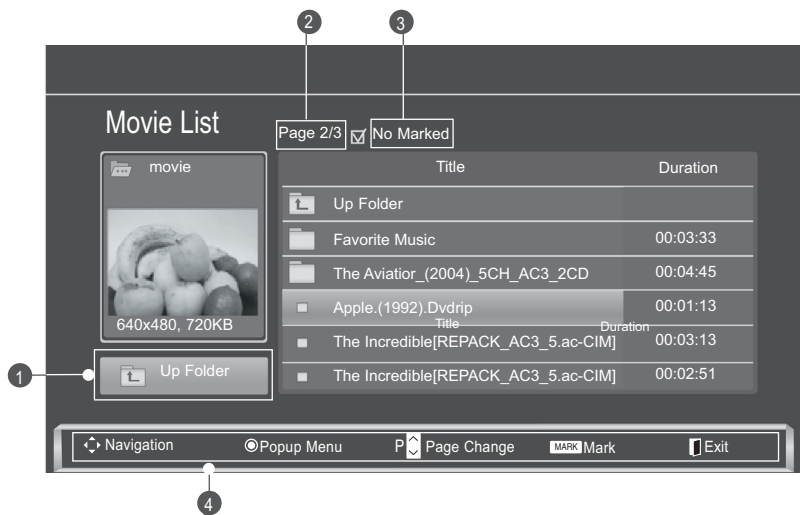 2 3
Movie List
Page 2/3 No Marked
movie
Title Duration
Up Folder
Favorite Music 00:03:33
The Aviatior_(2004)_5CH_AC3_2CD 00:04:45
Apple.(1992).Dvdrip 00:01:13
Title Duration
640x480, 720KB
The Incredible[REPACK_AC3_5.ac-CIM] 00:03:13
1
Up Folder
The Incredible[REPACK_AC3_5.ac-CIM] 00:02:51
Navigation Popup Menu P Page Change MARK Mark Exit
4